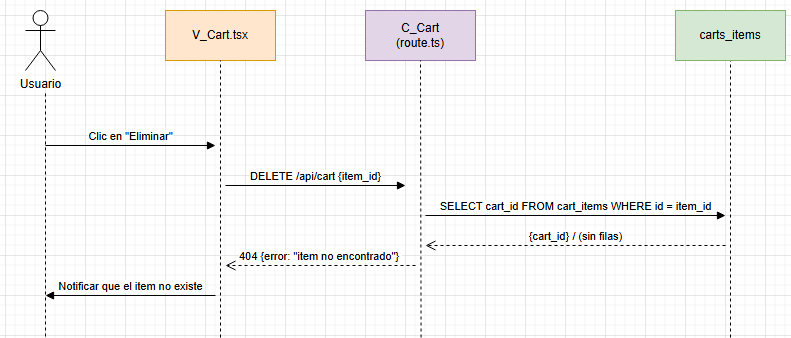 V_Cart.tsx
C_Cart
(route.ts)
carts_items
Usuario
Clic en "Eliminar"
DELETE /api/cart {item_id}
SELECT cart_id FROM cart_items WHERE id = item_id
{cart_id} / (sin filas)
404 {error: "item no encontrado"}
Notificar que el item no existe